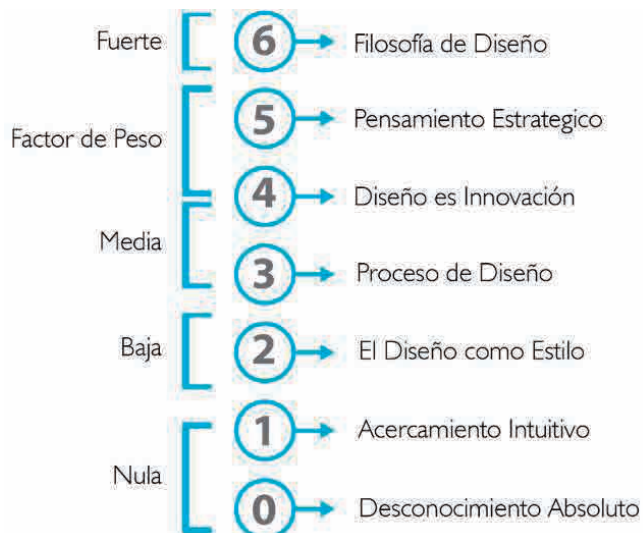 Fuerte
6
Filosofía de Diseño
Factor de Peso
5
Pensamiento Estrategico
4
Diseño es Innovación
Media
3
Proceso de Diseño
Baja
2
El Diseño como Estilo
1
Acercamiento Intuitivo
Nula
0
Desconocimiento Absoluto